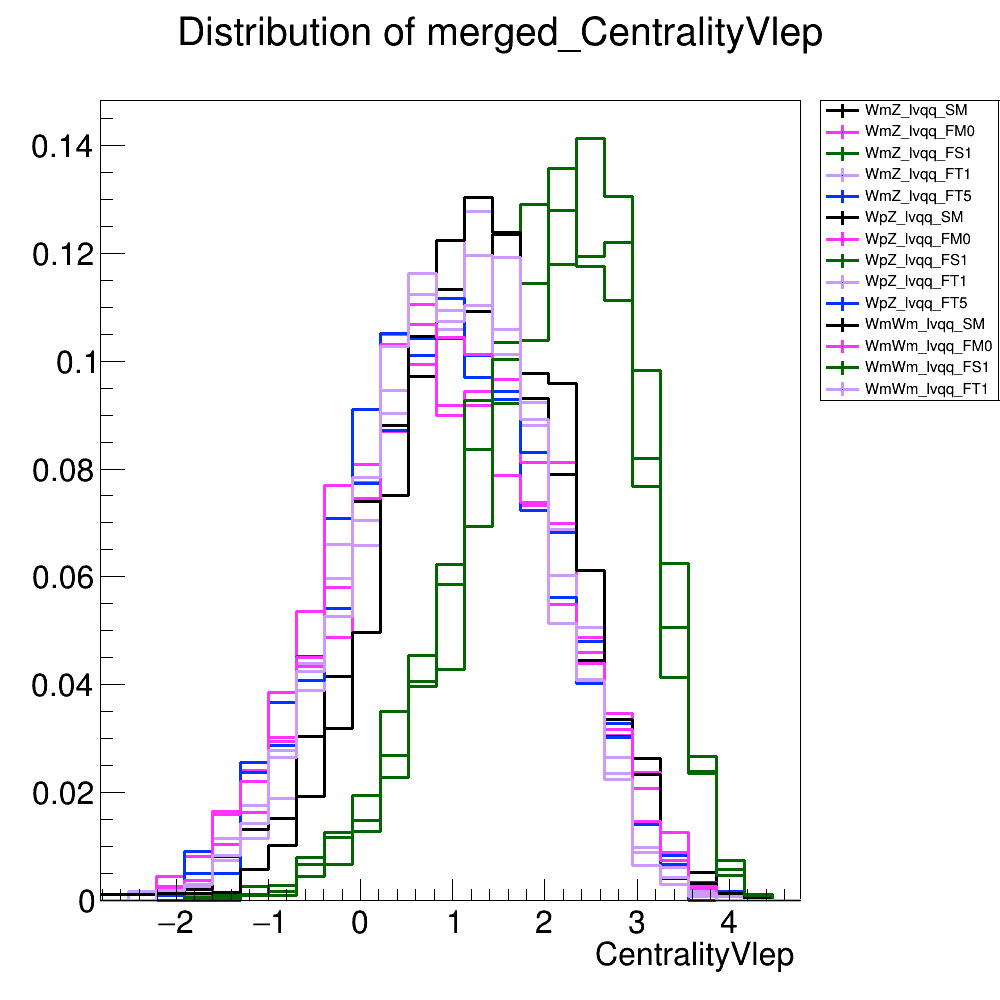 Distribution of merged_CentralityVlep
WmZ_lvqq_SM
WmZ_lvqq_FM0
WmZ_lvqq_FS1
WmZ_lvqq_FT1
WmZ_lvqq_FT5
WpZ_lvqq_SM
WpZ_lvqq_FM0
WpZ_lvqq_FS1
WpZ_lvqq_FT1
WpZ_lvqq_FT5
WmWm_lvqq_SM
WmWm_lvqq_FM0
WmWm_lvqq_FS1
WmWm_lvqq_FT1
0.14
0.12
0.1
0.08
0.06
0.04
0.02
0
−2 −1 0 1 2 3 4
CentralityVlep